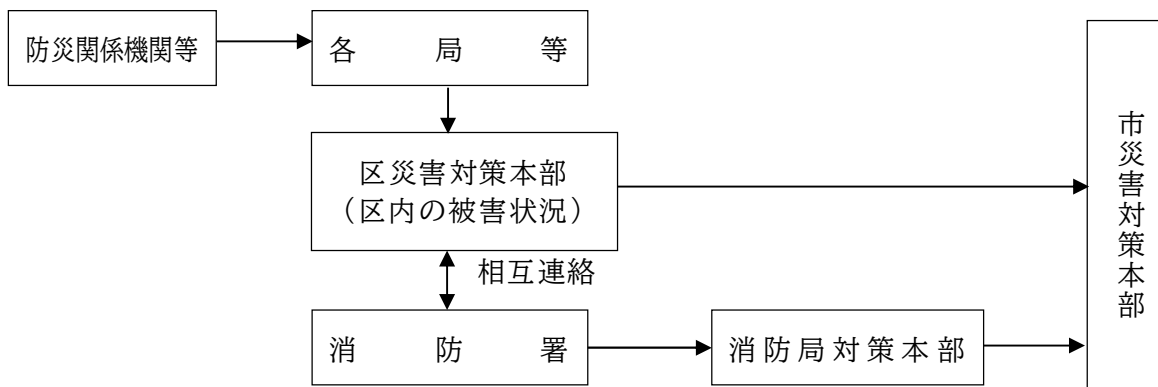 防災関係機関等
各局等
区災害対策本部
（区内の被害状況）
相互連絡
消防署
消防局対策本部
市災害対策本部